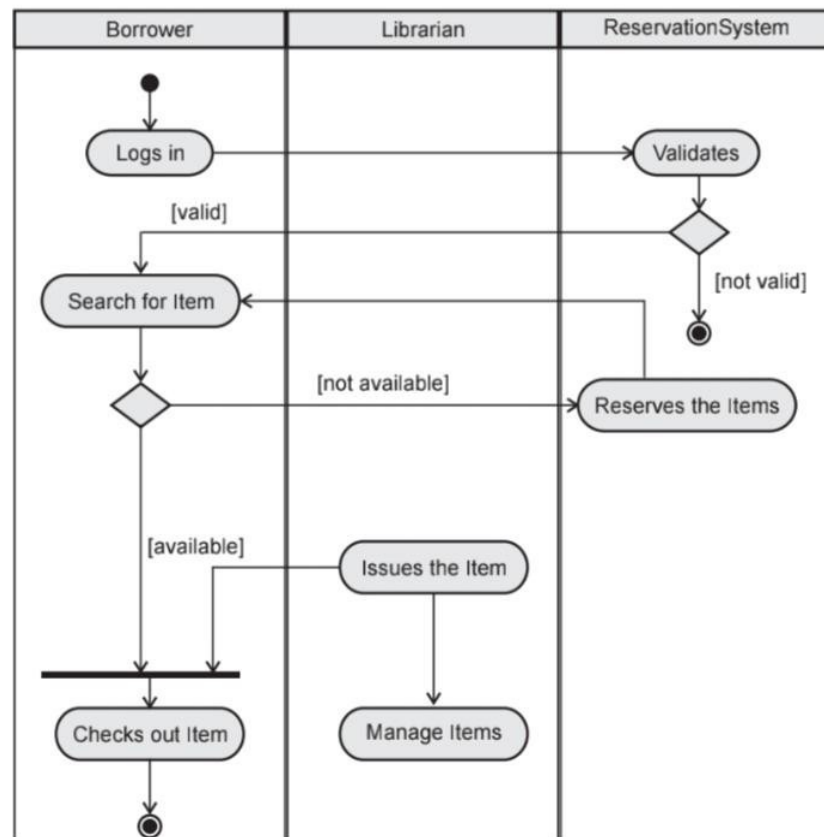 Borrower
Librarian
ReservationSystem
Logs in
Validates
[valid]
[not valid]
Search for Item
[not available]
Reserves the Items
[available]
Issues the Item
Checks out Item
Manage Items